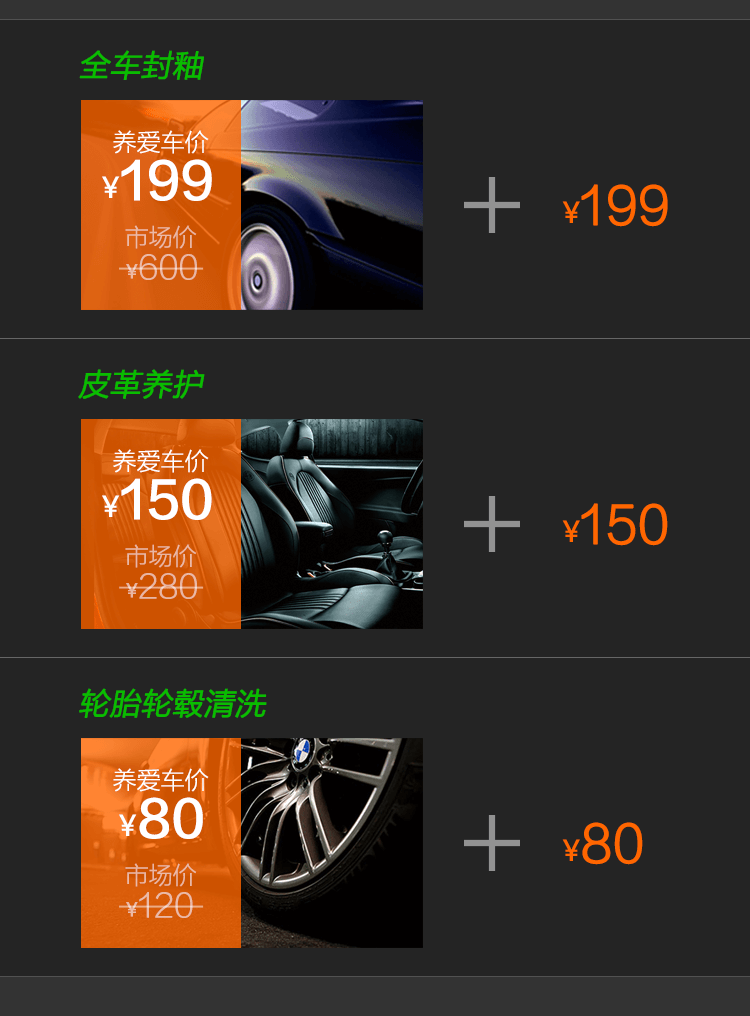 全车封釉
养爱车价
¥199
市场价
¥600
+ ¥199
皮革养护
养爱车价
¥150
市场价
¥280
+ ¥150
轮胎轮毂清洗
养爱车价
¥80
市场价
¥120
+ ¥80